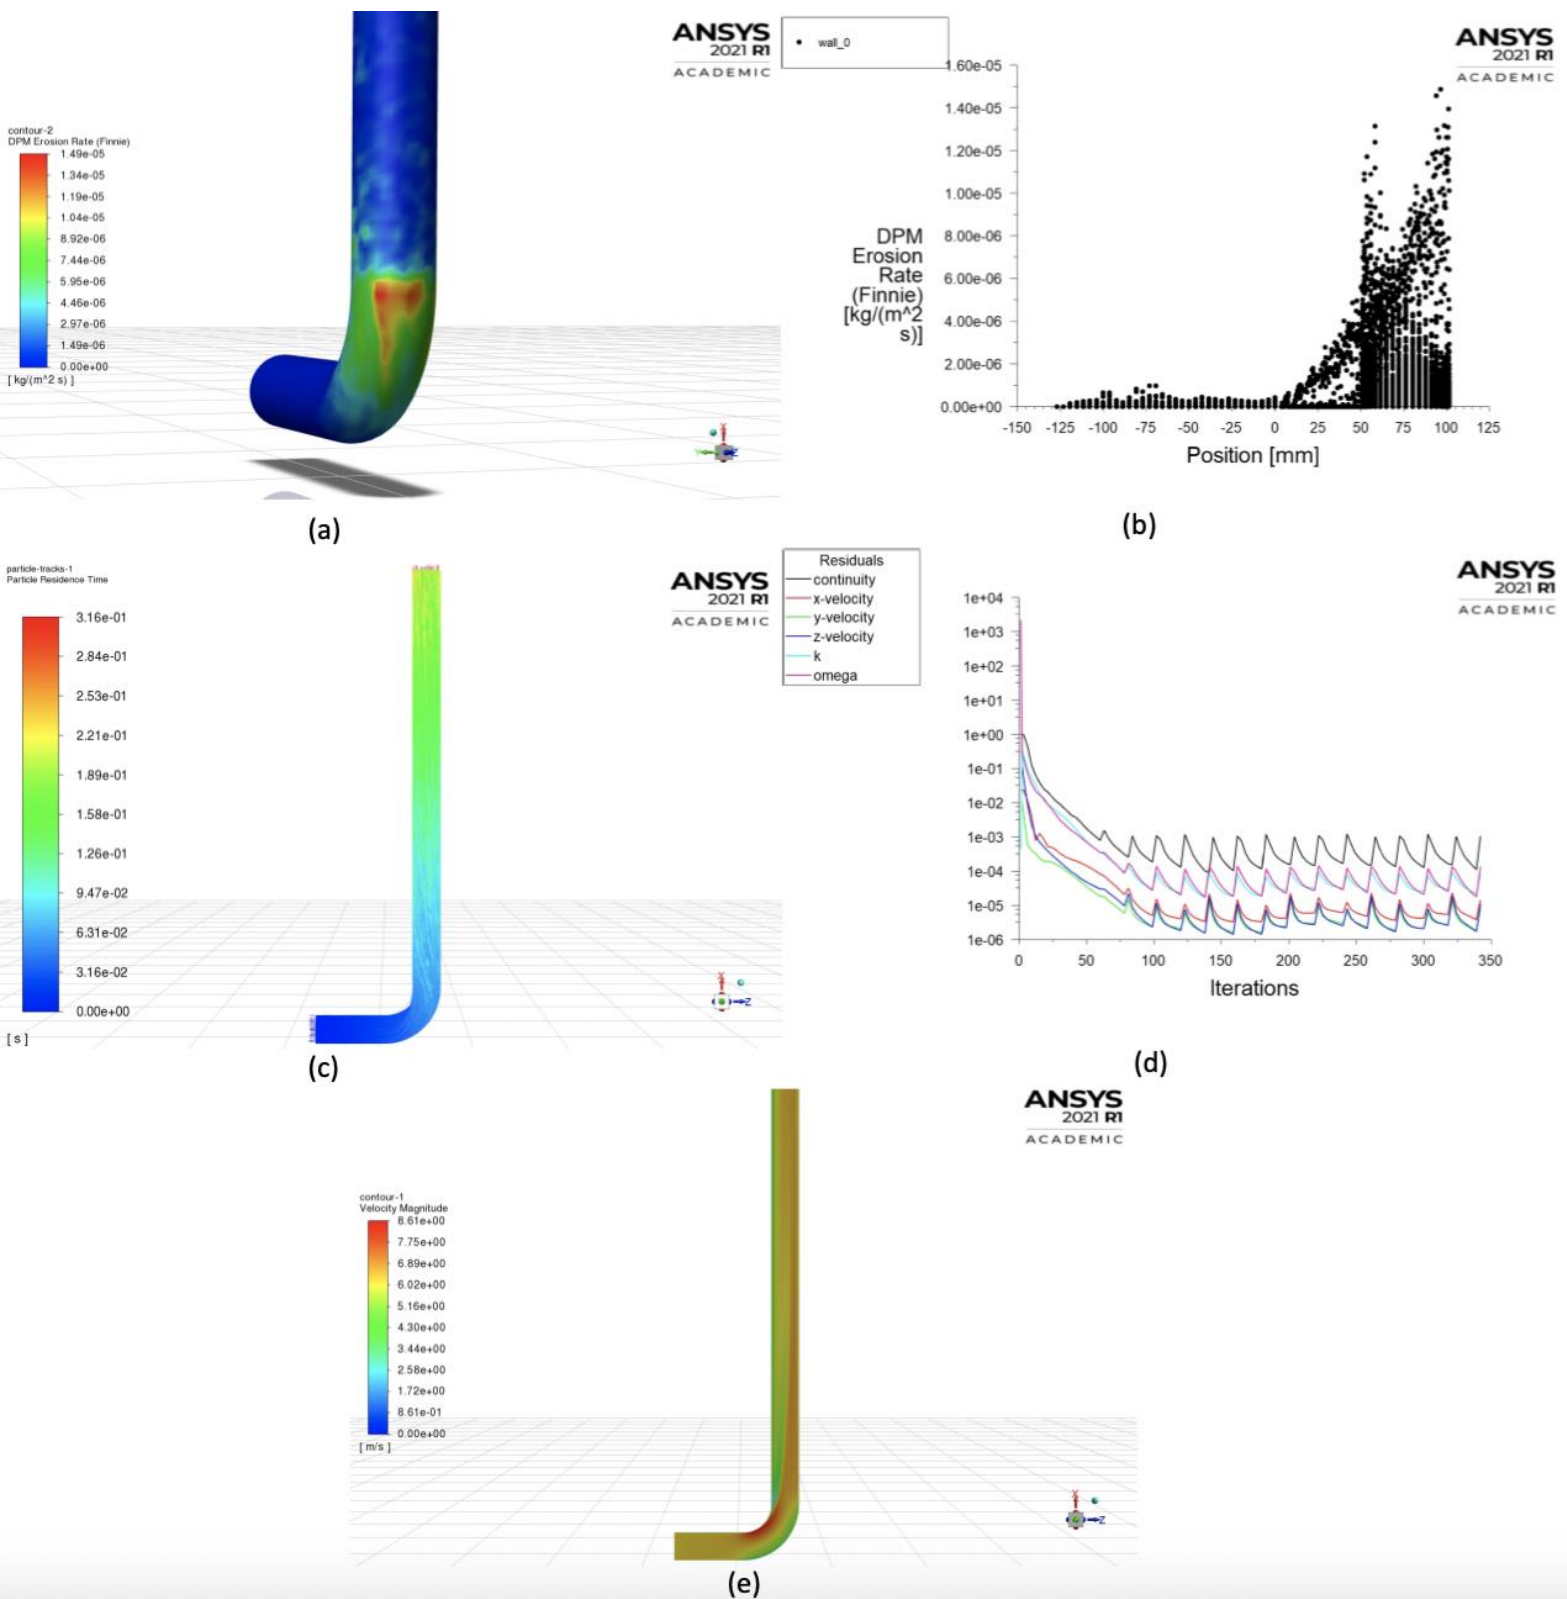 contour-2
DPM Erosion Rate (Finnie)
1.49e-05
1.34e-05
1.19e-05
1.04e-05
8.92e-06
7.44e-06
5.95e-06
4.46e-06
2.97e-06
1.49e-06
0.00e+00
[ kg/(m^2 s) ]
ANSYS
2021 R1
ACADEMIC
(a)
wall_0
ANSYS
2021 R1
ACADEMIC
1.60e-05
1.40e-05
1.20e-05
1.00e-05
8.00e-06
6.00e-06
4.00e-06
2.00e-06
0.00e+00
DPM
Erosion
Rate
(Finnie)
[kg/(m^2
s)]
-150 -125 -100 -75 -50 -25 0 25 50 75 100 125
Position [mm]
(b)
particle-tracks-1
Particle Residence Time
3.16e-01
2.84e-01
2.53e-01
2.21e-01
1.89e-01
1.58e-01
1.26e-01
9.47e-02
6.31e-02
3.16e-02
0.00e+00
[ s ]
ANSYS
2021 R1
ACADEMIC
X
Z
(c)
Residuals
continuity
x-velocity
y-velocity
z-velocity
k
omega
ANSYS
2021 R1
ACADEMIC
1e+04
1e+03
1e+02
1e+01
1e+00
1e-01
1e-02
1e-03
1e-04
1e-05
1e-06
0 50 100 150 200 250 300 350
Iterations
(d)
contour-1
Velocity Magnitude
8.61e+00
7.75e+00
6.89e+00
6.02e+00
5.16e+00
4.30e+00
3.44e+00
2.58e+00
1.72e+00
8.61e-01
0.00e+00
[ m/s ]
ANSYS
2021 R1
ACADEMIC
X
Z
(e)